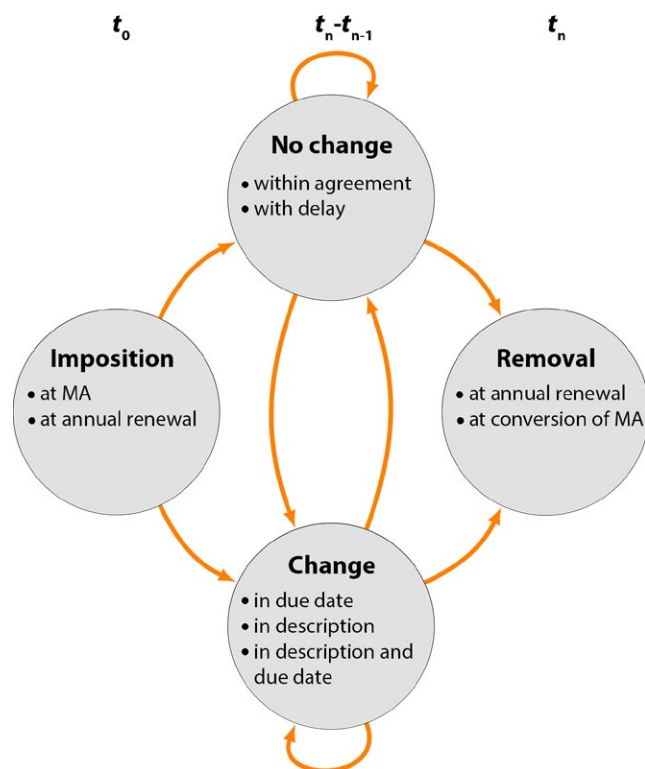 t0 tn-tn-1 tn
No change
• within agreement
• with delay
Imposition
• at MA
• at annual renewal
Removal
• at annual renewal
• at conversion of MA
Change
• in due date
• in description
• in description and
due date